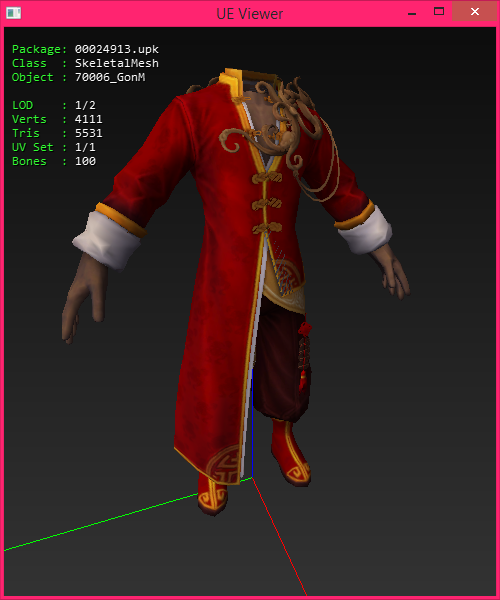 UE Viewer
Package: 00024913.upk
Class : SkeletalMesh
Object : 70006_GonM
LOD : 1/2
Verts : 4111
Tris : 5531
UV Set : 1/1
Bones : 100